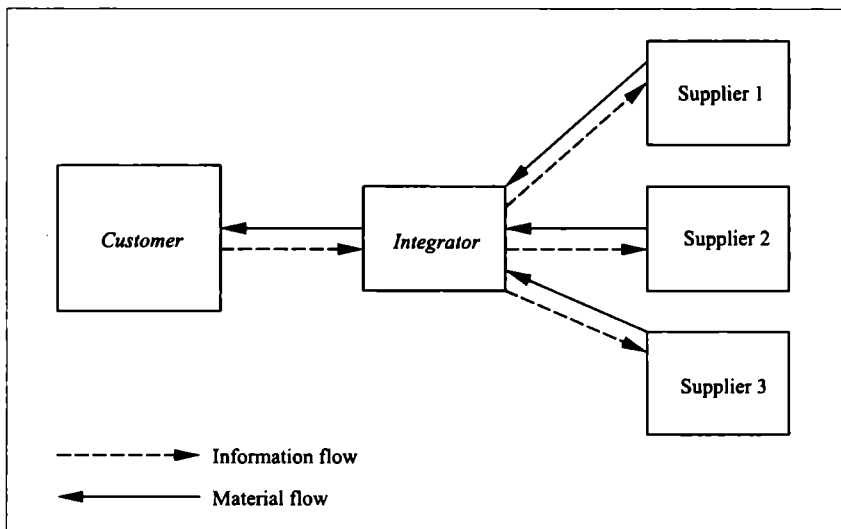 Supplier 1
Customer
Integrator
Supplier 2
Supplier 3
Information flow
Material flow